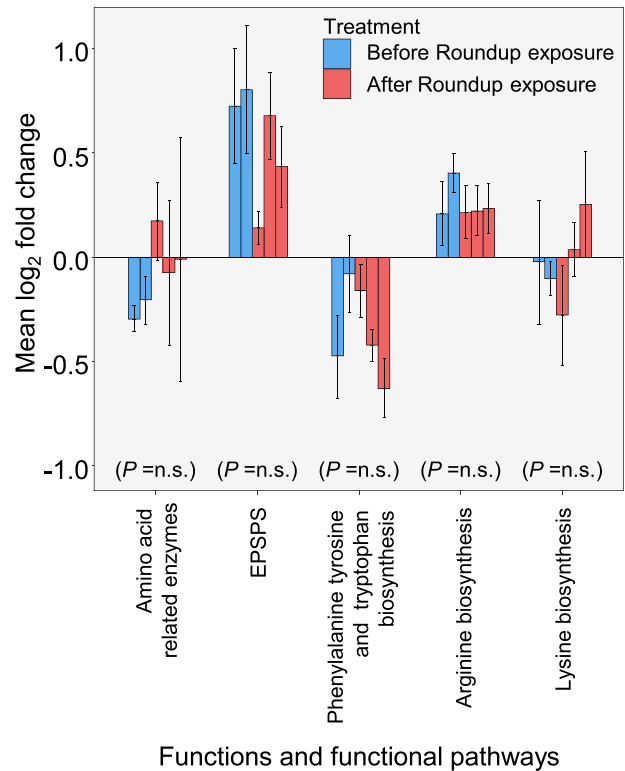 Treatment
Before Roundup exposure
After Roundup exposure
Mean log₂ fold change
1.0
0.5
0.0
-0.5
-1.0
(P =n.s.) (P =n.s.) (P =n.s.) (P =n.s.) (P =n.s.)
Amino acid
related enzymes
EPSPS
Phenylalanine tyrosine
and tryptophan
biosynthesis
Arginine biosynthesis
Lysine biosynthesis
Functions and functional pathways